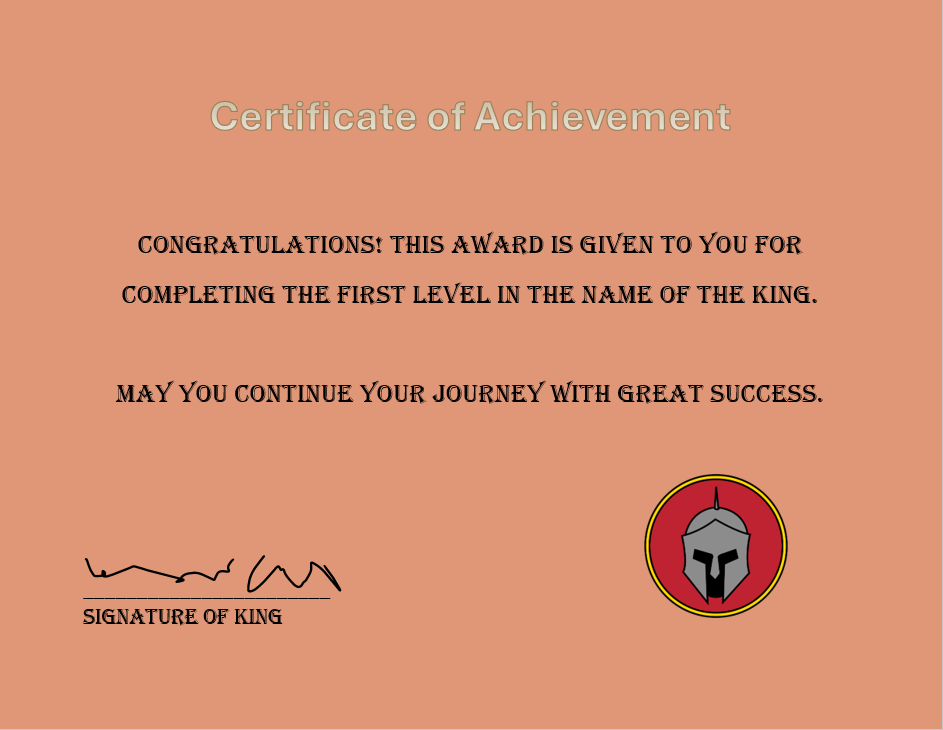 Certificate of Achievement
CONGRATULATIONS! THIS AWARD IS GIVEN TO YOU FOR
COMPLETING THE FIRST LEVEL IN THE NAME OF THE KING.
MAY YOU CONTINUE YOUR JOURNEY WITH GREAT SUCCESS.
SIGNATURE OF KING